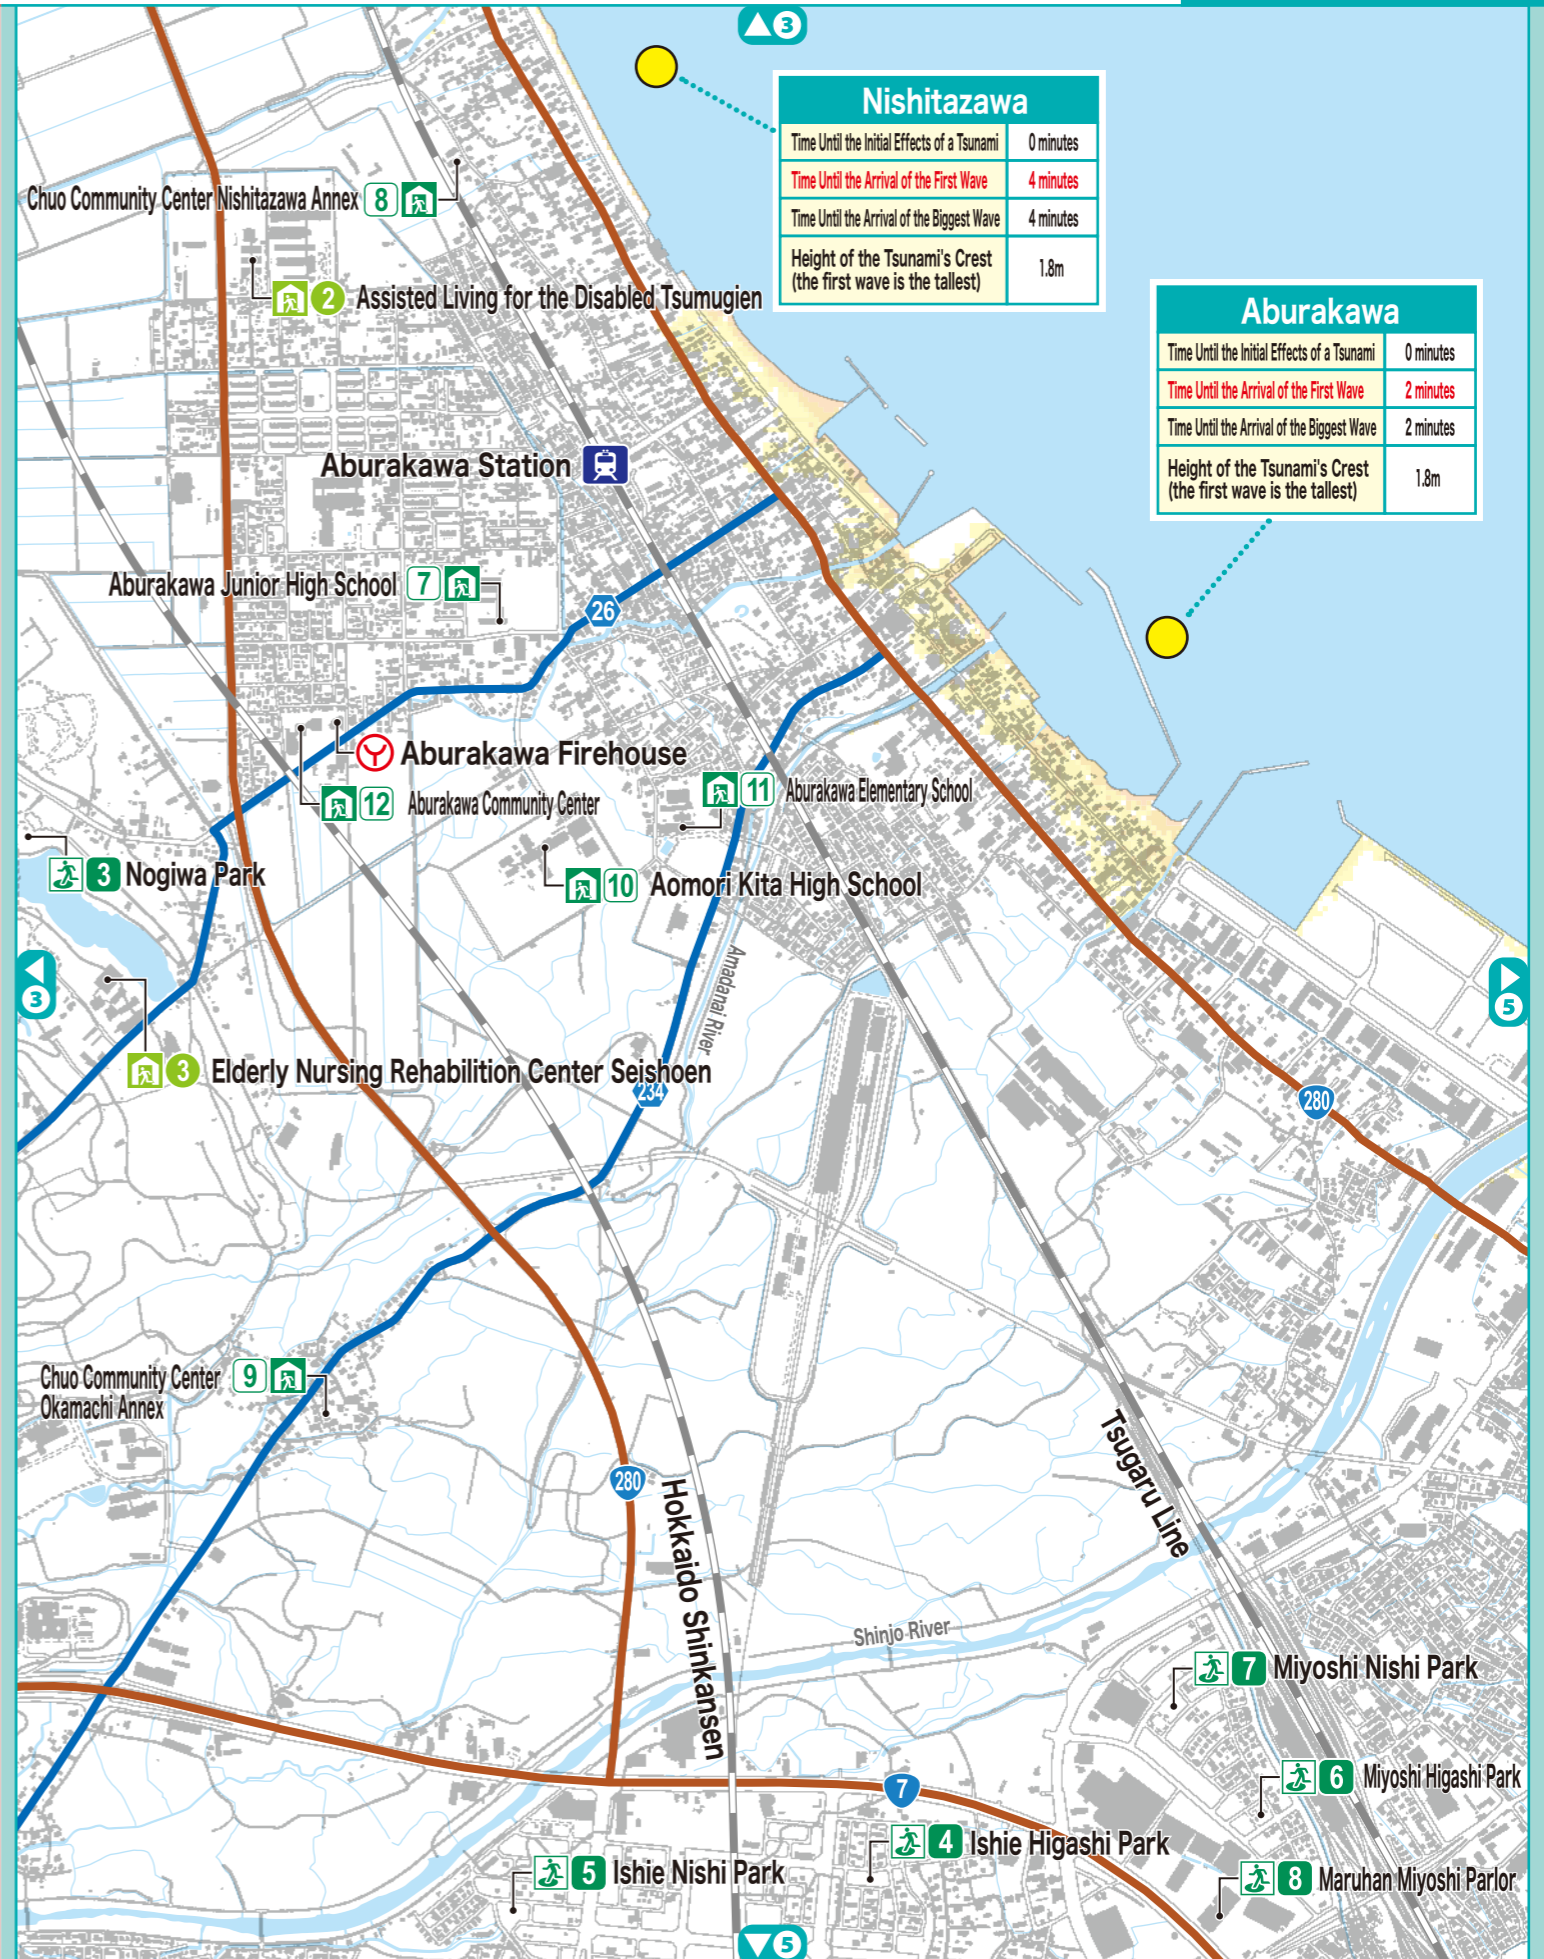 3
Nishitazawa
Time Until the Initial Effects of a Tsunami 0 minutes
Time Until the Arrival of the First Wave 4 minutes
Time Until the Arrival of the Biggest Wave 4 minutes
Height of the Tsunami's Crest
(the first wave is the tallest) 1.8m
Chuo Community Center Nishitazawa Annex 8
2 Assisted Living for the Disabled Tsumugien
Aburakawa
Time Until the Initial Effects of a Tsunami 0 minutes
Time Until the Arrival of the First Wave 2 minutes
Time Until the Arrival of the Biggest Wave 2 minutes
Height of the Tsunami's Crest
(the first wave is the tallest) 1.8m
Aburakawa Station
Aburakawa Junior High School 7
26
Aburakawa Firehouse
12 Aburakawa Community Center
11 Aburakawa Elementary School
3 Nogiwa Park
10 Aomori Kita High School
3
5
Amadanai River
3 Elderly Nursing Rehabilition Center Seishoen
234
280
Chuo Community Center
Okamachi Annex
9
280
Hokkaido Shinkansen
Tsugaru Line
Shinjo River
7 Miyoshi Nishi Park
6 Miyoshi Higashi Park
7
4 Ishie Higashi Park
5 Ishie Nishi Park
8 Maruhan Miyoshi Parlor
5